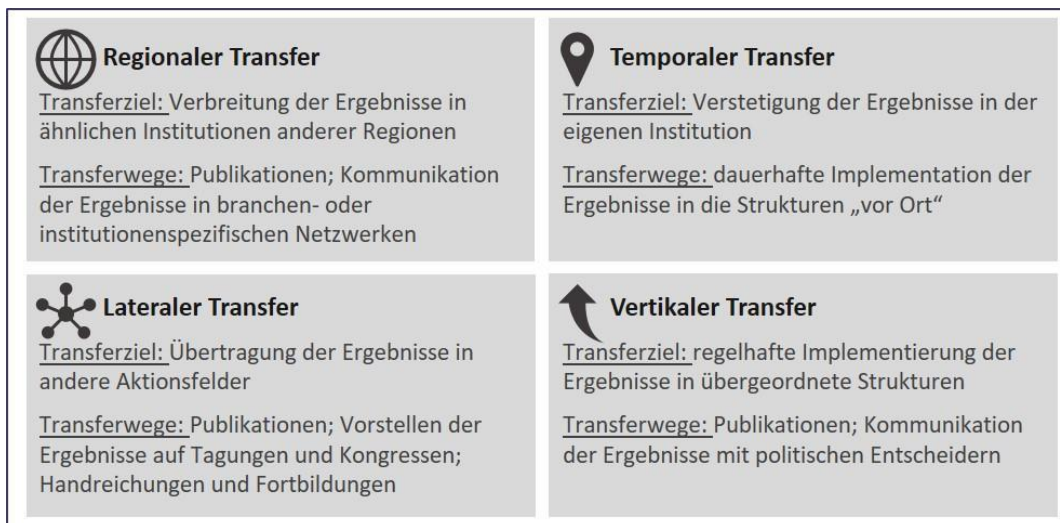 Regionaler Transfer
Transferziel: Verbreitung der Ergebnisse in
ähnlichen Institutionen anderer Regionen
Transferwege: Publikationen; Kommunikation
der Ergebnisse in branchen- oder
institutionenspezifischen Netzwerken
Temporaler Transfer
Transferziel: Verstetigung der Ergebnisse in der
eigenen Institution
Transferwege: dauerhafte Implementation der
Ergebnisse in die Strukturen „vor Ort“
Lateraler Transfer
Transferziel: Übertragung der Ergebnisse in
andere Aktionsfelder
Transferwege: Publikationen; Vorstellen der
Ergebnisse auf Tagungen und Kongressen;
Handreichungen und Fortbildungen
Vertikaler Transfer
Transferziel: regelhafte Implementierung der
Ergebnisse in übergeordnete Strukturen
Transferwege: Publikationen; Kommunikation
der Ergebnisse mit politischen Entscheidern